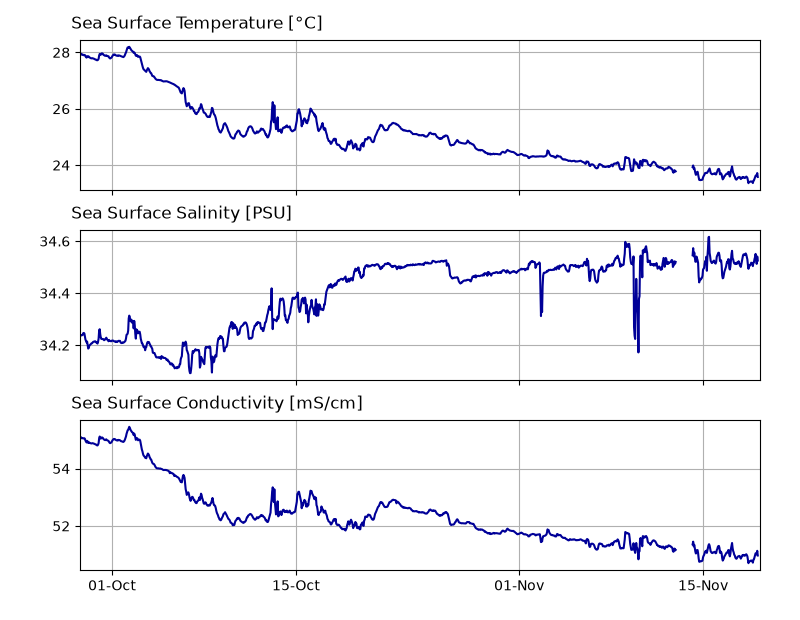 Sea Surface Temperature [°C]
28
26
24
Sea Surface Salinity [PSU]
34.6
34.4
34.2
Sea Surface Conductivity [mS/cm]
54
52
01-Oct 15-Oct 01-Nov 15-Nov